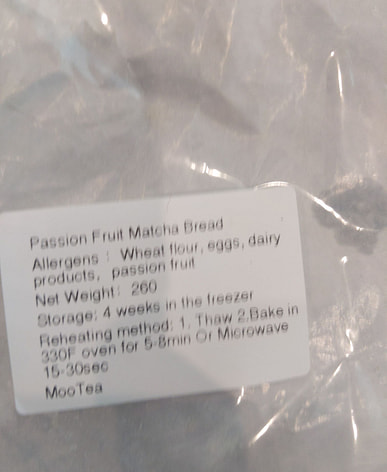 Passion Fruit Matcha Bread
Allergens : Wheat flour, eggs, dairy
products, passion fruit
Net Weight: 260
Storage: 4 weeks in the freezer
Reheating method: 1. Thaw 2.Bake in
330F oven for 5-8min Or Microwave
15-30sec
MooTea